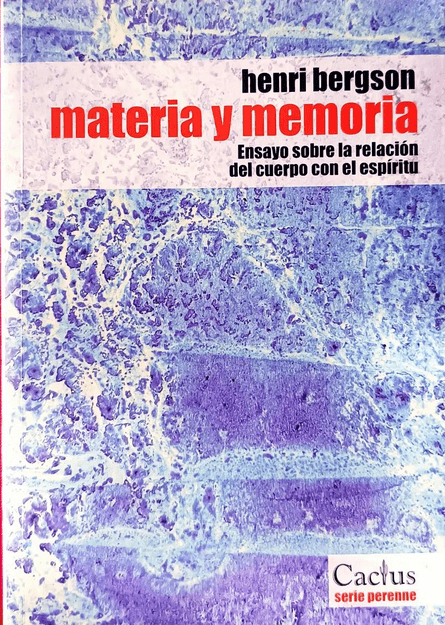 henri bergson
materia y memoria
Ensayo sobre la relación
del cuerpo con el espíritu
Cactus
serie perenne